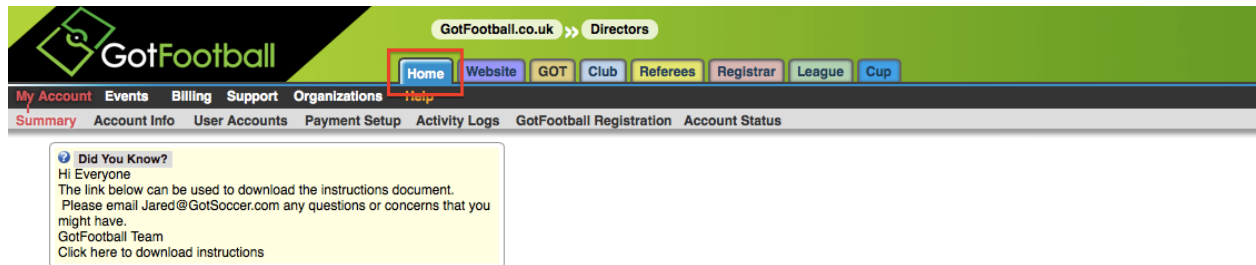 GotFootball.co.uk » Directors
GotFootball
Home Website GOT Club Referees Registrar League Cup
My Account Events Billing Support Organizations Help
Summary Account Info User Accounts Payment Setup Activity Logs GotFootball Registration Account Status
? Did You Know?
Hi Everyone
The link below can be used to download the instructions document.
Please email Jared@GotSoccer.com any questions or concerns that you
might have.
GotFootball Team
Click here to download instructions